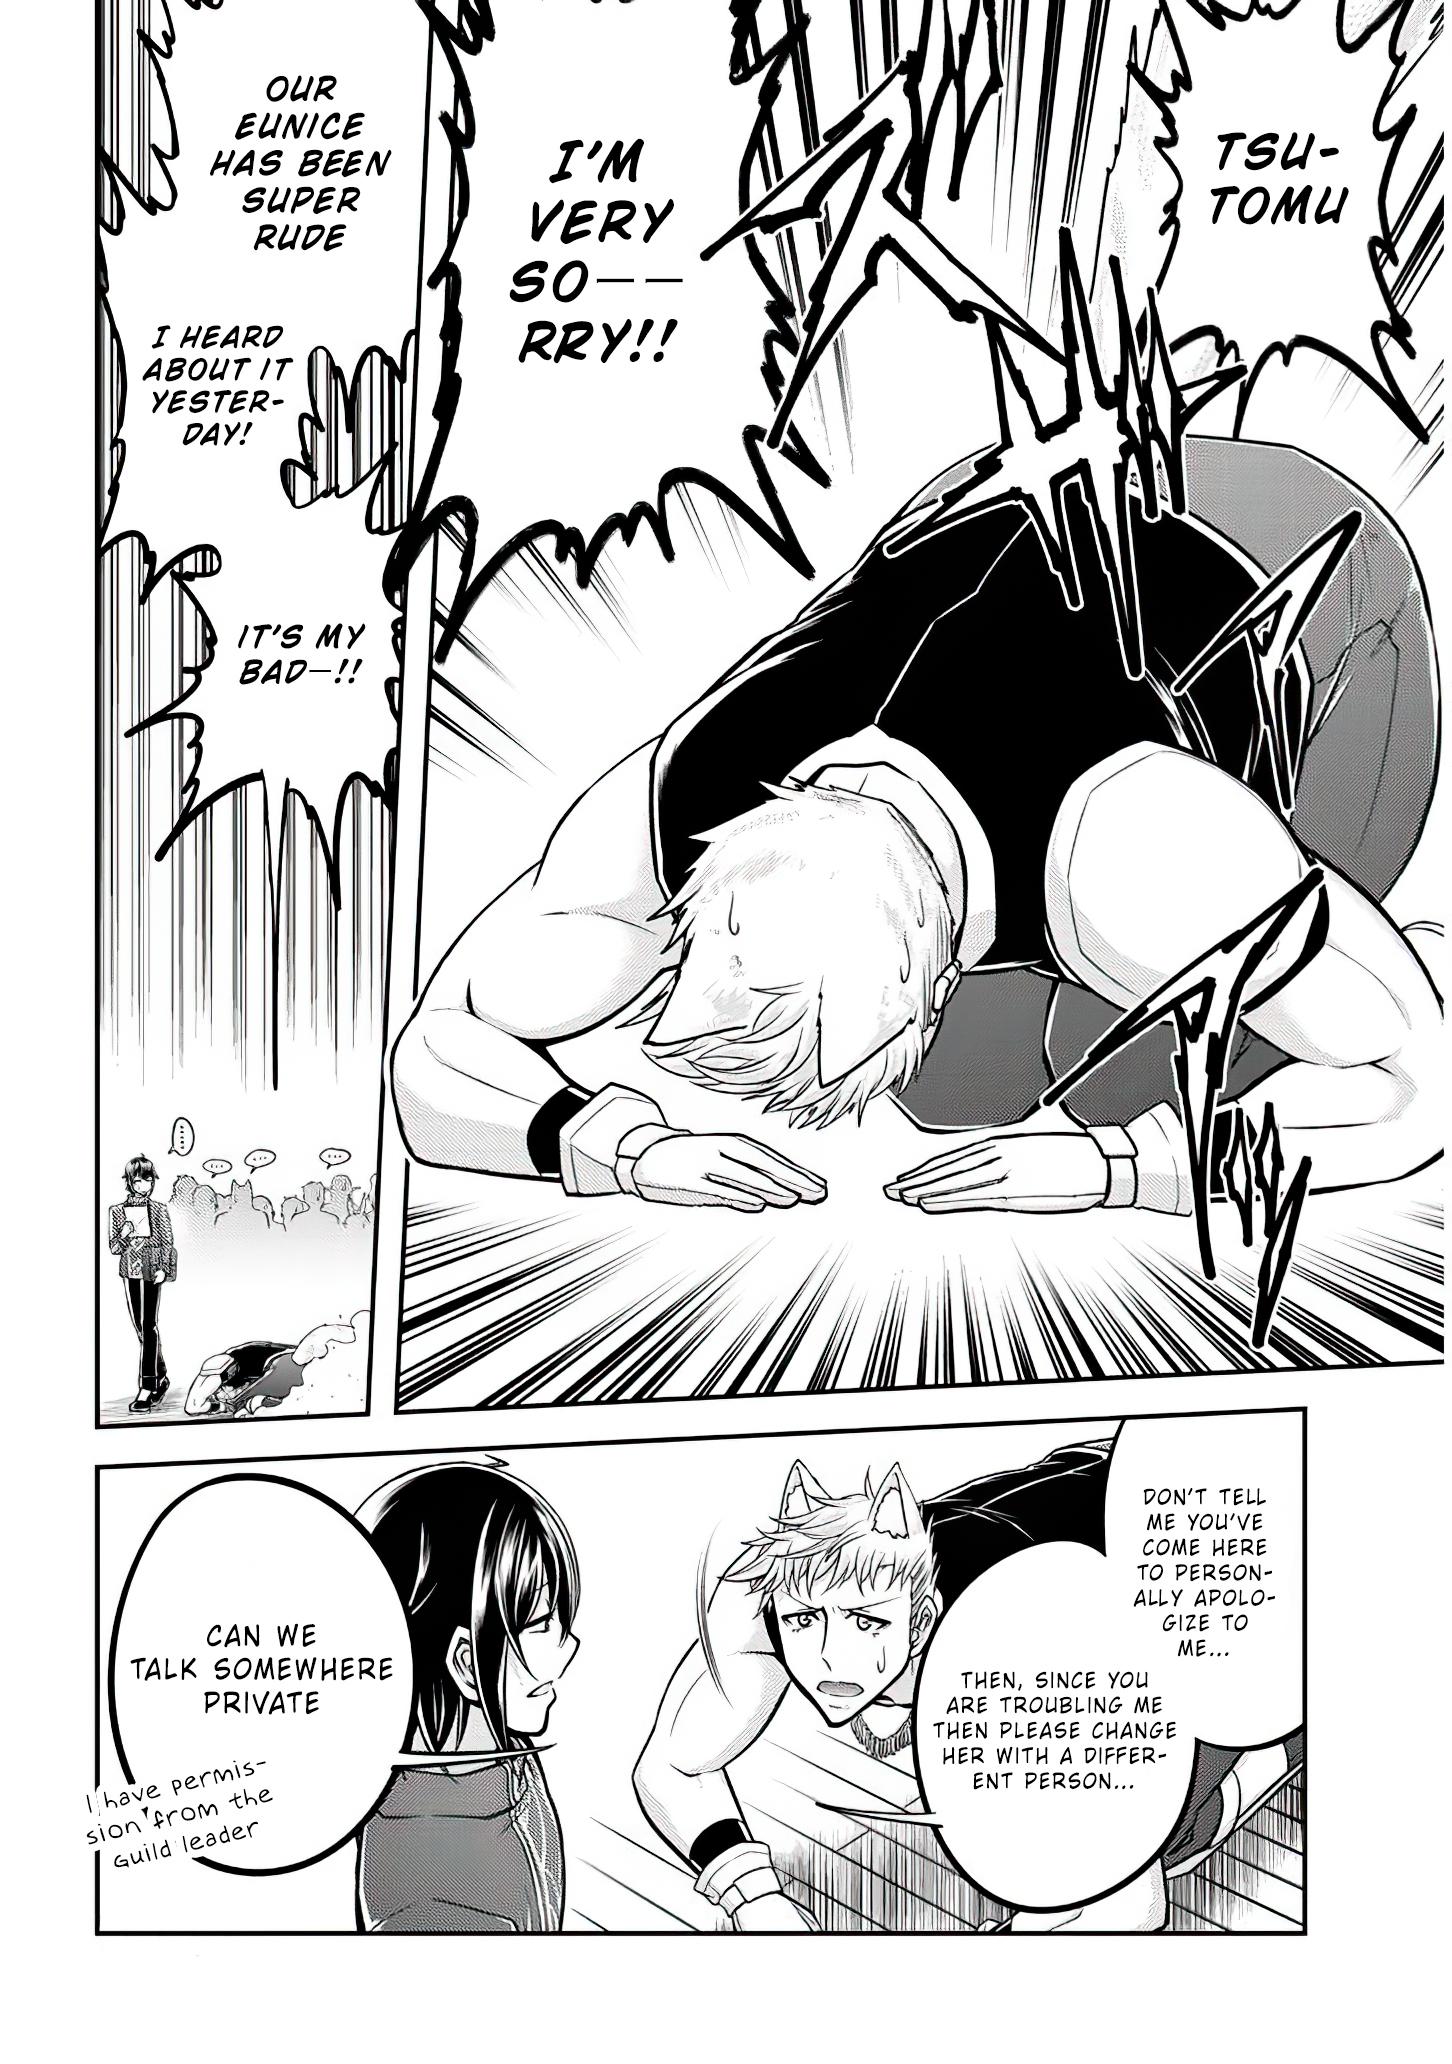 TSU-
TOMU
I'M
VERY
SO——
RRY!!
OUR
EUNICE
HAS BEEN
SUPER
RUDE
I HEARD
ABOUT IT
YESTER-
DAY!
IT'S MY
BAD—!!
DON'T TELL
ME YOU'VE
COME HERE
TO PERSON-
ALLY APOLO-
GIZE TO
ME...
THEN, SINCE YOU
ARE TROUBLING ME
THEN PLEASE CHANGE
HER WITH A DIFFER-
ENT PERSON...
CAN WE
TALK SOMEWHERE
PRIVATE
I have permis-
sion from the
Guild leader